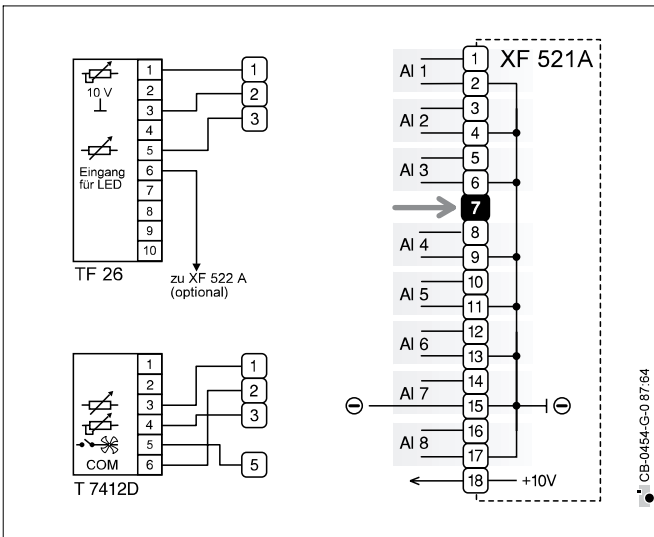 10 V
Eingang
für LED
1
2
3
4
5
6
7
8
9
10
TF 26
1
2
3
zu XF 522 A
(optional)
COM
1
2
3
4
5
6
T 7412D
1
2
3
5
XF 521A
AI 1
AI 2
AI 3
AI 4
AI 5
AI 6
AI 7
AI 8
1
2
3
4
5
6
7
8
9
10
11
12
13
14
15
16
17
18
+10V
CB-0454-G-0 87:64